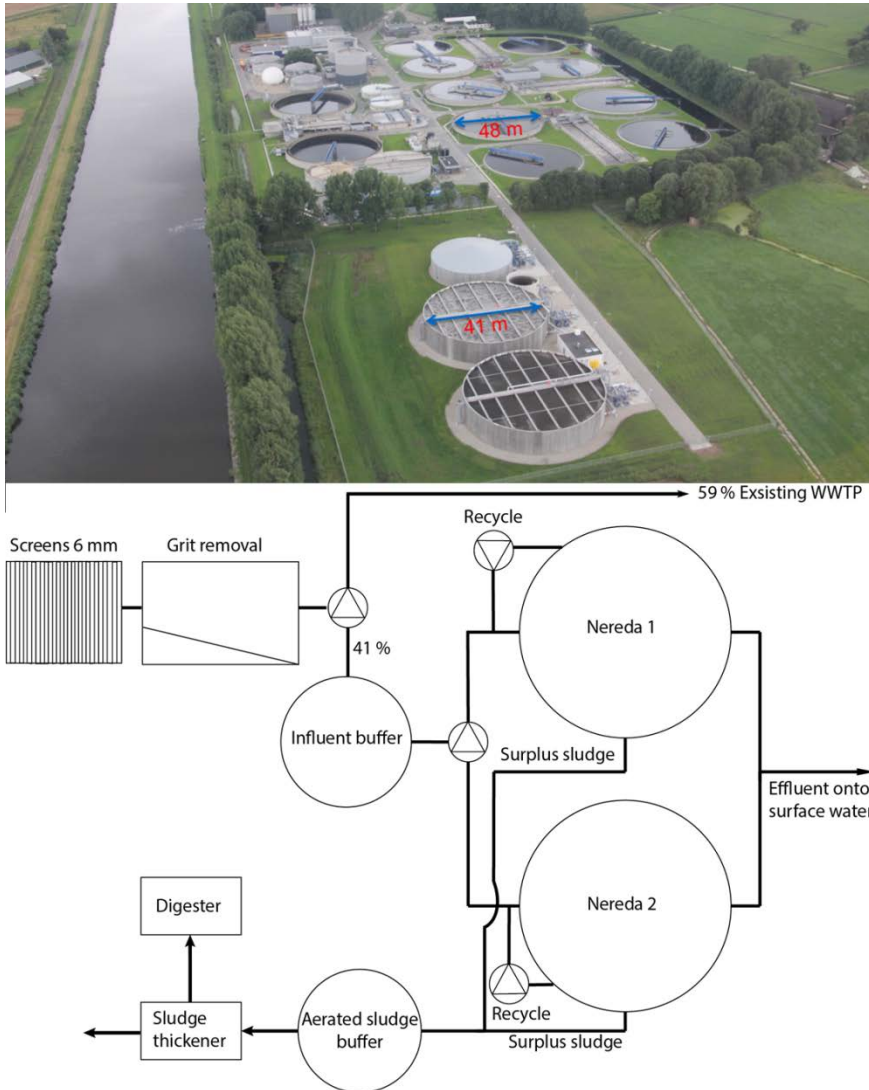 48 m
41 m
59 % Exsisting WWTP
Recycle
Screens 6 mm
Grit removal
Nereda 1
41 %
Influent buffer
Surplus sludge
Effluent onto
surface water
Nereda 2
Digester
Sludge
thickener
Aerated sludge
buffer
Recycle
Surplus sludge